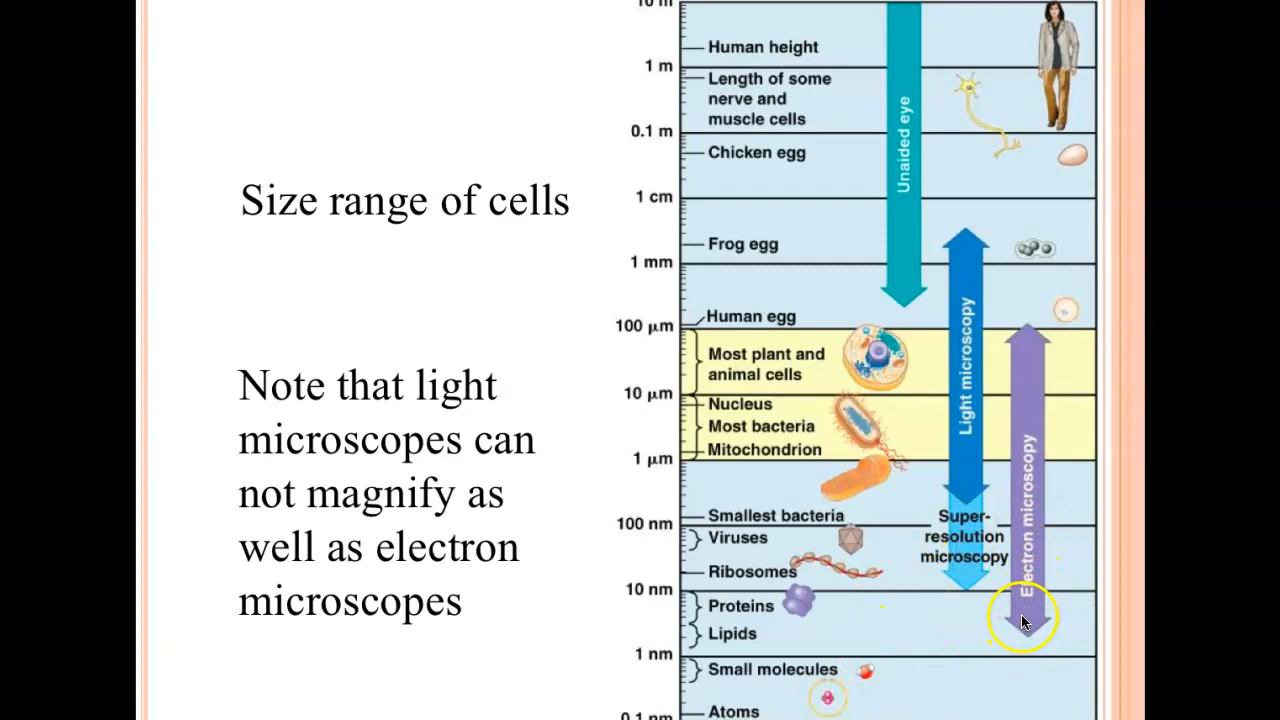 Size range of cells
Note that light
microscopes can
not magnify as
well as electron
microscopes
10 m
Human height
1 m
Length of some
nerve and
muscle cells
0.1 m
Chicken egg
1 cm
Frog egg
1 mm
Human egg
100 μm
Most plant and
animal cells
10 μm
Nucleus
Most bacteria
Mitochondrion
1 μm
Smallest bacteria
100 nm
Viruses
Ribosomes
10 nm
Proteins
Lipids
1 nm
Small molecules
Atoms
0.1 nm
Unaided eye
Light microscopy
Super-
resolution
microscopy
Electron microscopy